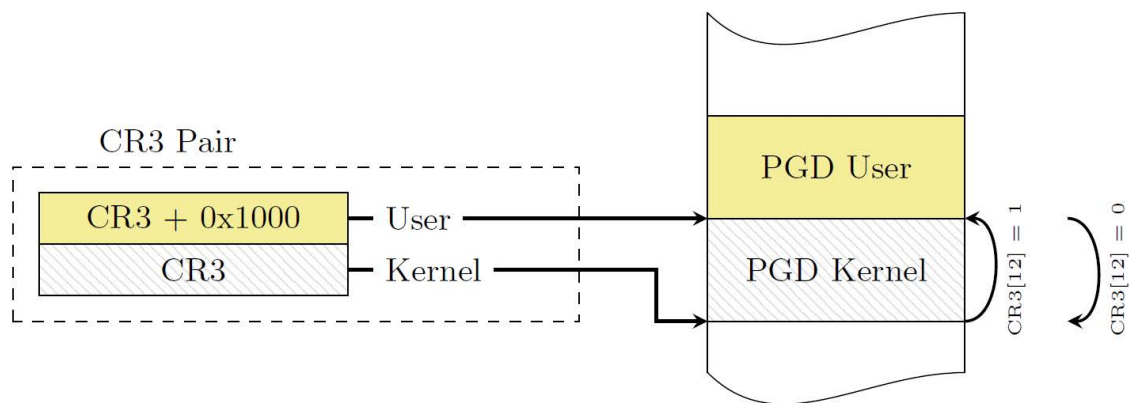 CR3 Pair
CR3 + 0x1000
User
PGD User
CR3
Kernel
PGD Kernel
CR3[12] = 1
CR3[12] = 0